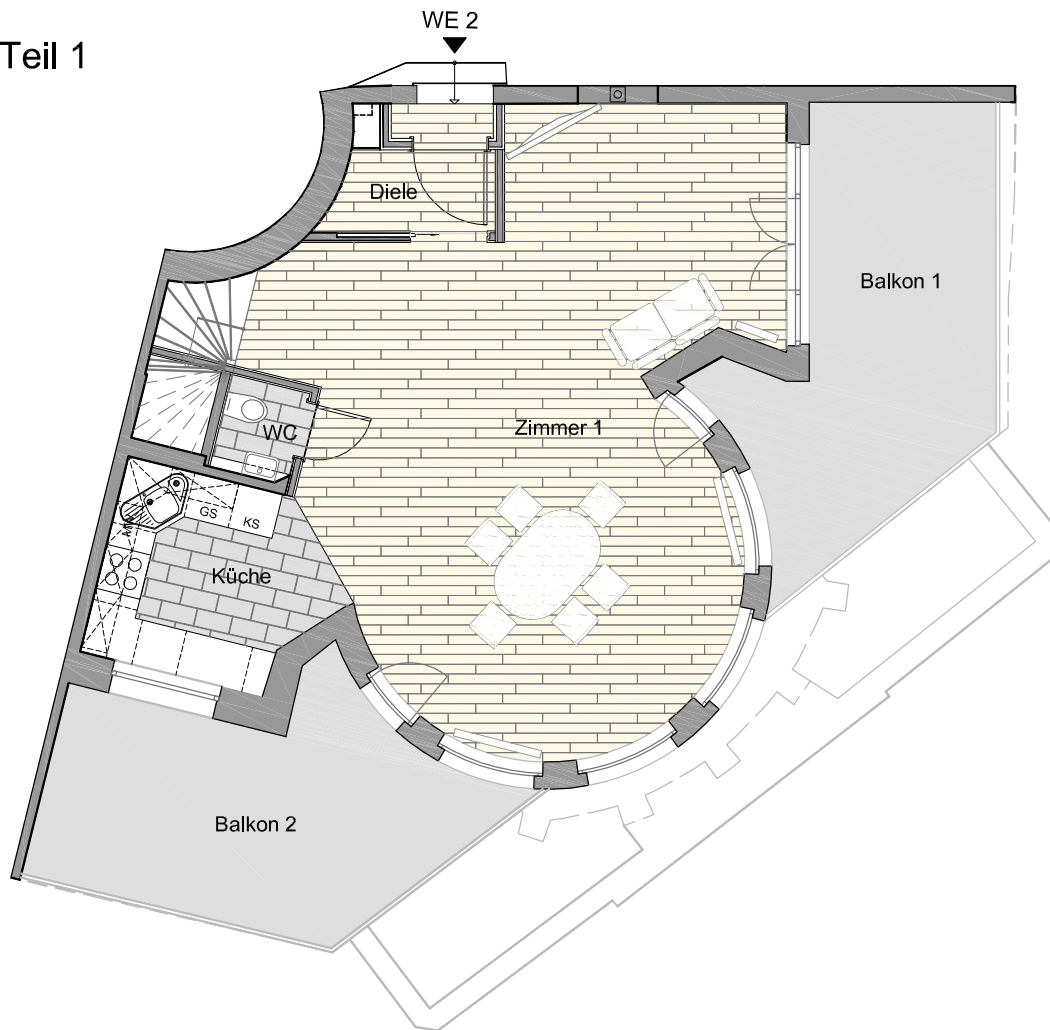 WE 2
Teil 1
Diele
Balkon 1
Zimmer 1
WC
GS
KS
Küche
Balkon 2